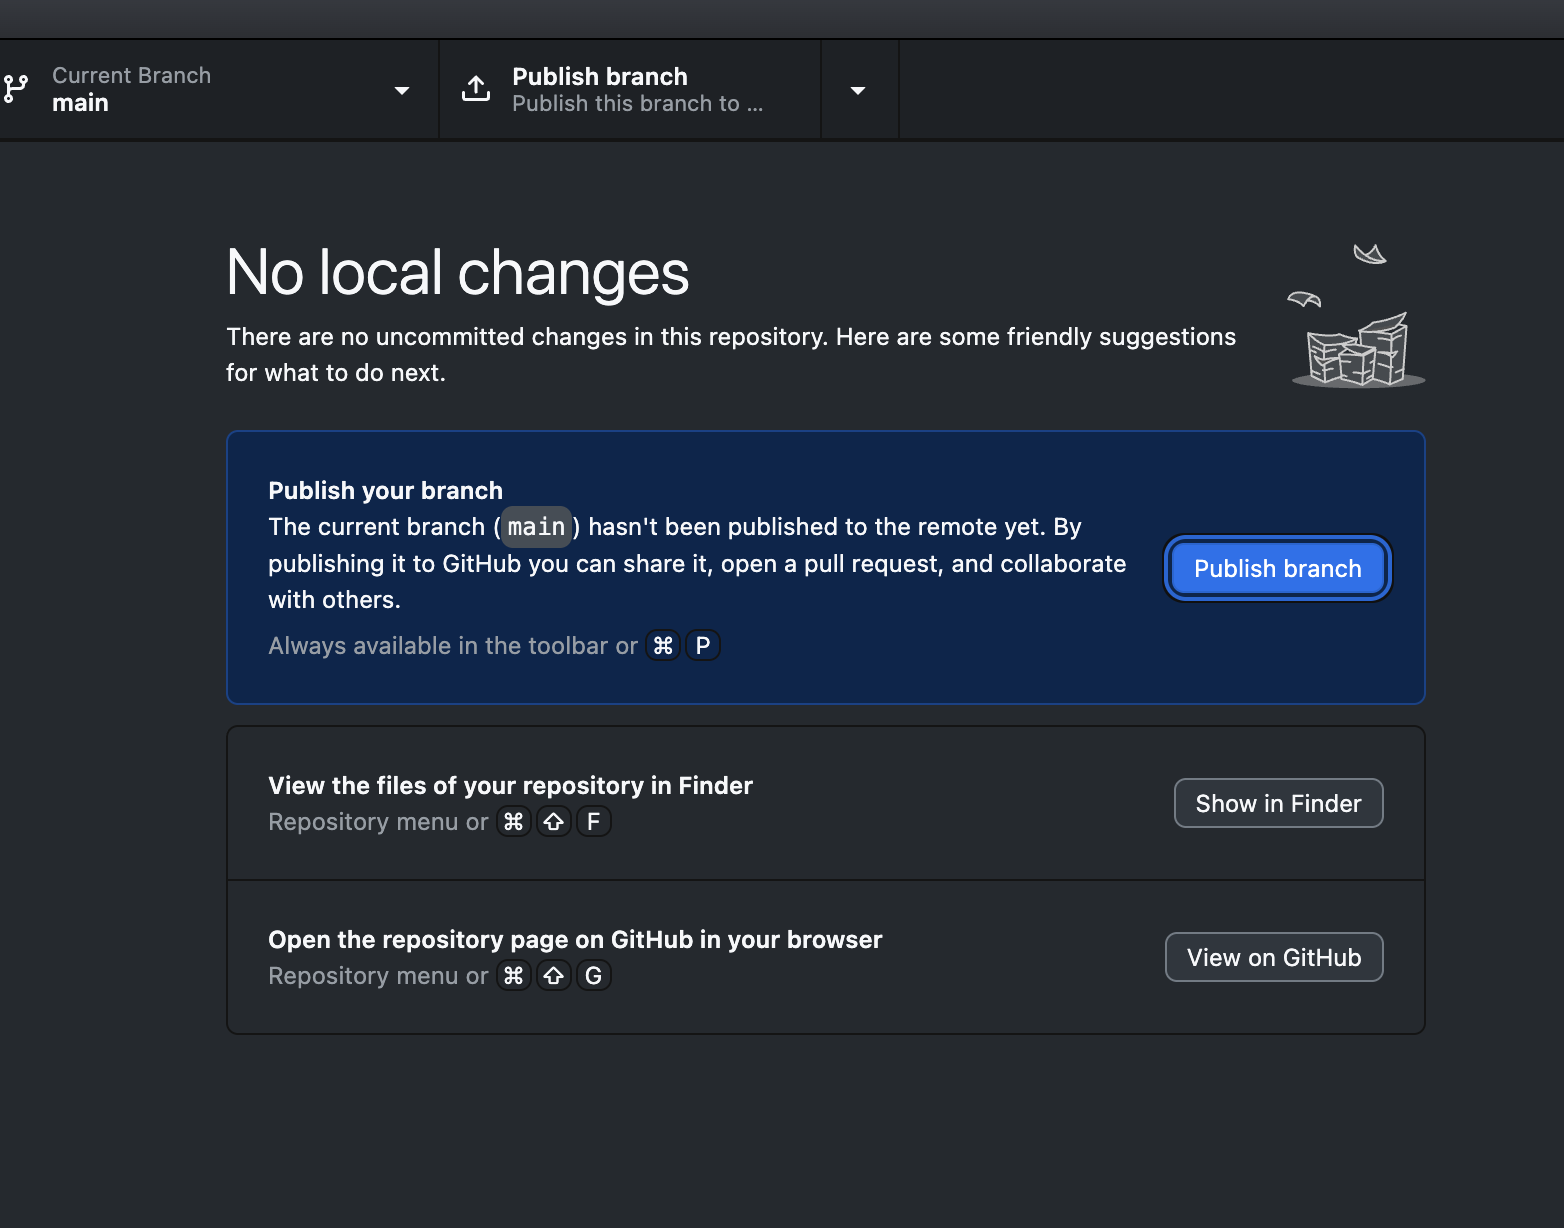 Current Branch
main
Publish branch
Publish this branch to ...
No local changes
There are no uncommitted changes in this repository. Here are some friendly suggestions
for what to do next.
Publish your branch
The current branch (main) hasn't been published to the remote yet. By
publishing it to GitHub you can share it, open a pull request, and collaborate
with others.
Always available in the toolbar or ⌘ P
Publish branch
View the files of your repository in Finder
Repository menu or ⌘ ⇧ F
Show in Finder
Open the repository page on GitHub in your browser
Repository menu or ⌘ ⇧ G
View on GitHub